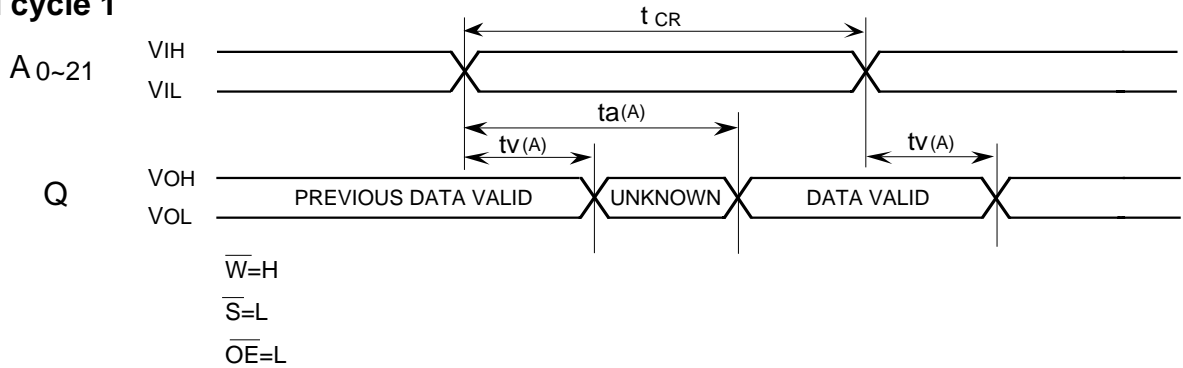 cycle 1
t CR
A 0~21
VIH
VIL
ta(A)
tv(A)
tv(A)
Q
VOH
VOL
PREVIOUS DATA VALID
UNKNOWN
DATA VALID
W=H
S=L
OE=L